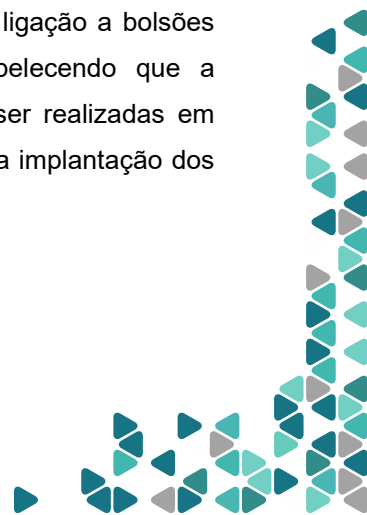 ligação a bolsões
belecendo que a
ser realizadas em
a implantação dos